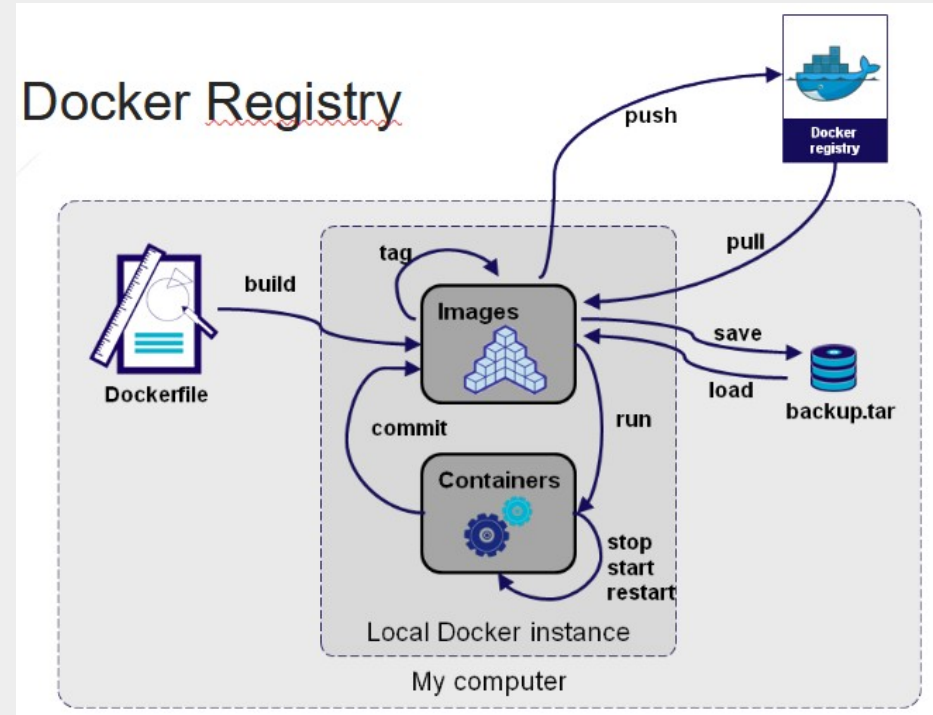 Docker Registry
push
Docker
registry
tag
pull
build
Images
save
Dockerfile
load
backup.tar
commit
run
Containers
stop
start
restart
Local Docker instance
My computer